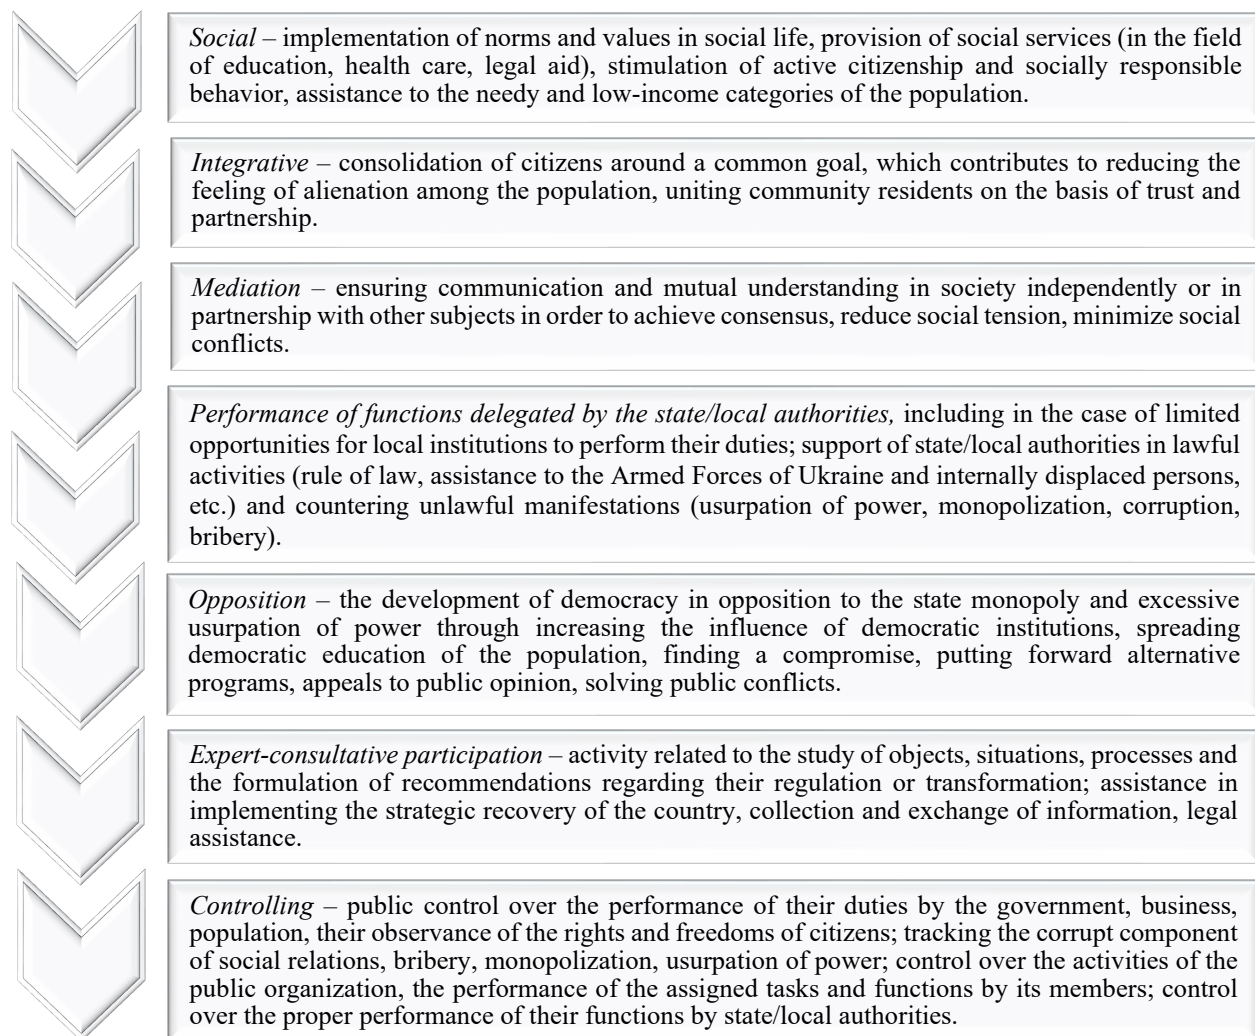 Social – implementation of norms and values in social life, provision of social services (in the field
of education, health care, legal aid), stimulation of active citizenship and socially responsible
behavior, assistance to the needy and low-income categories of the population.
Integrative – consolidation of citizens around a common goal, which contributes to reducing the
feeling of alienation among the population, uniting community residents on the basis of trust and
partnership.
Mediation – ensuring communication and mutual understanding in society independently or in
partnership with other subjects in order to achieve consensus, reduce social tension, minimize social
conflicts.
Performance of functions delegated by the state/local authorities, including in the case of limited
opportunities for local institutions to perform their duties; support of state/local authorities in lawful
activities (rule of law, assistance to the Armed Forces of Ukraine and internally displaced persons,
etc.) and countering unlawful manifestations (usurpation of power, monopolization, corruption,
bribery).
Opposition – the development of democracy in opposition to the state monopoly and excessive
usurpation of power through increasing the influence of democratic institutions, spreading
democratic education of the population, finding a compromise, putting forward alternative
programs, appeals to public opinion, solving public conflicts.
Expert-consultative participation – activity related to the study of objects, situations, processes and
the formulation of recommendations regarding their regulation or transformation; assistance in
implementing the strategic recovery of the country, collection and exchange of information, legal
assistance.
Controlling – public control over the performance of their duties by the government, business,
population, their observance of the rights and freedoms of citizens; tracking the corrupt component
of social relations, bribery, monopolization, usurpation of power; control over the activities of the
public organization, the performance of the assigned tasks and functions by its members; control
over the proper performance of their functions by state/local authorities.